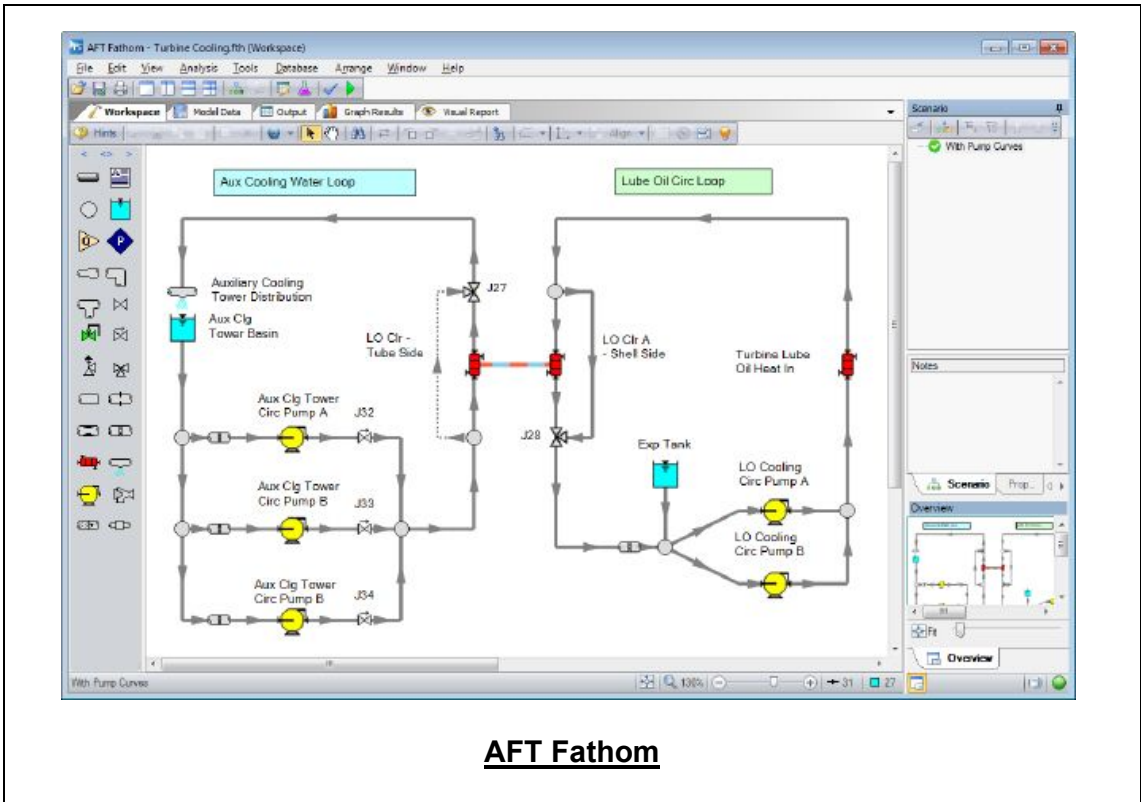 AFT Fathom - Turbine Cooling.fth (Workspace)
File Edit View Analysis Tools Database Arrange Window Help
Workspace Model Data Output Graph Results Visual Report
Scenario
Hints
Align
With Pump Curves
Aux Cooling Water Loop
Lube Oil Circ Loop
J27
Auxiliary Cooling
Tower Distribution
Aux Clg
Tower Basin
LO Clr -
Tube Side
LO Clr A
- Shell Side
Turbine Lube
Oil Heat In
Notes
Aux Clg Tower
Circ Pump A
J32
J28
Exp Tank
LO Cooling
Circ Pump A
Aux Clg Tower
Circ Pump B
J33
LO Cooling
Circ Pump B
Aux Clg Tower
Circ Pump B
J34
Scenario Prop..
Overview
Fit
Overview
With Pump Curves
130%
31
27
AFT Fathom